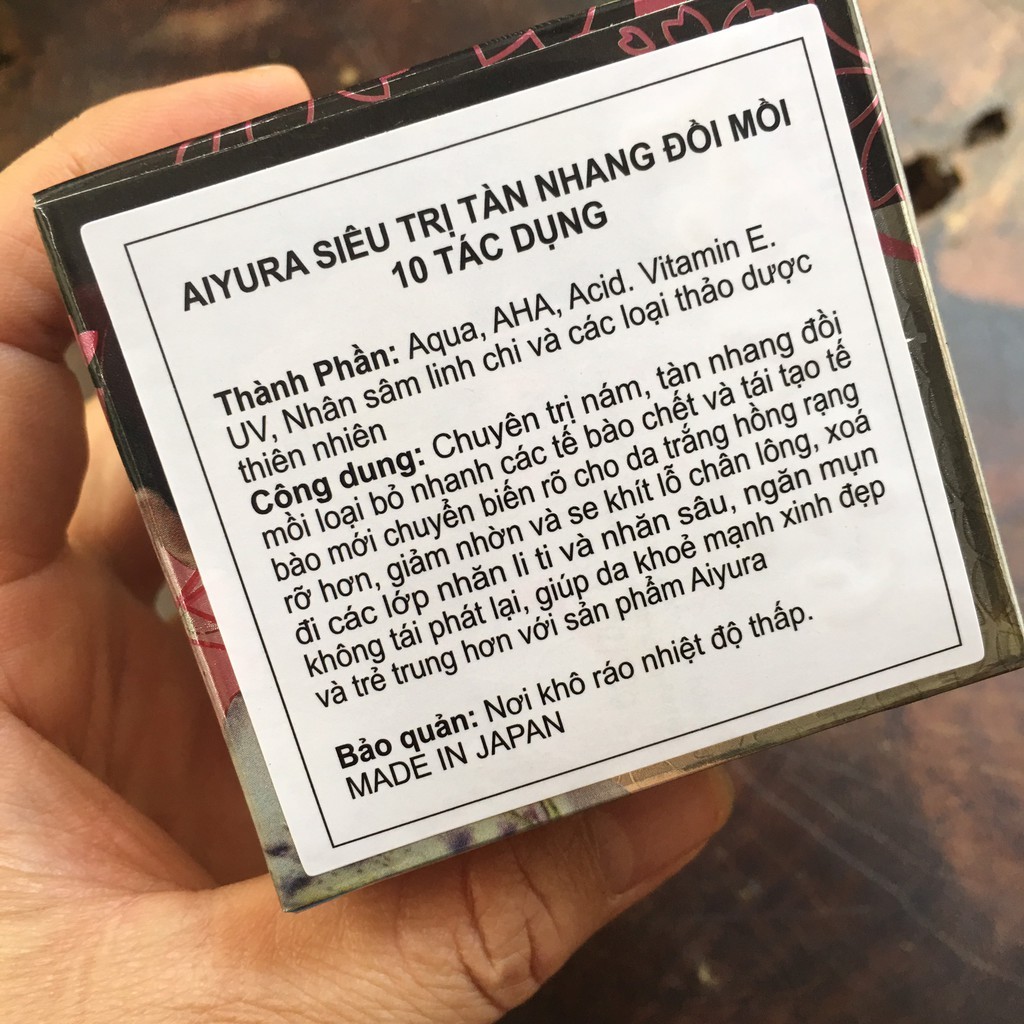 AIYURA SIÊU TRỊ TÀN NHANG ĐỒI MỒI
10 TÁC DỤNG
Thành Phần: Aqua, AHA, Acid. Vitamin E.
UV, Nhân sâm linh chi và các loại thảo dược
thiên nhiên
Công dung: Chuyên trị nám, tàn nhang đồi
mồi loại bỏ nhanh các tế bào chết và tái tạo tế
bào mới chuyển biến rõ cho da trắng hồng rạng
rỡ hơn, giảm nhờn và se khít lỗ chân lông, xoá
đi các lớp nhăn li ti và nhăn sâu, ngăn mụn
không tái phát lại, giúp da khoẻ mạnh xinh đẹp
và trẻ trung hơn với sản phẩm Aiyura
Bảo quản: Nơi khô ráo nhiệt độ thấp.
MADE IN JAPAN